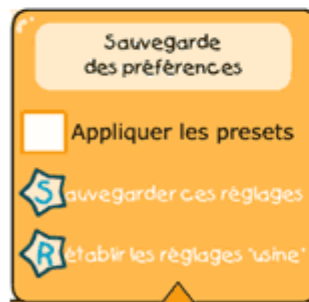 Sauvegarde
des préférences
Appliquer les presets
Sauvegarder ces réglages
Rétablir les réglages "usine"